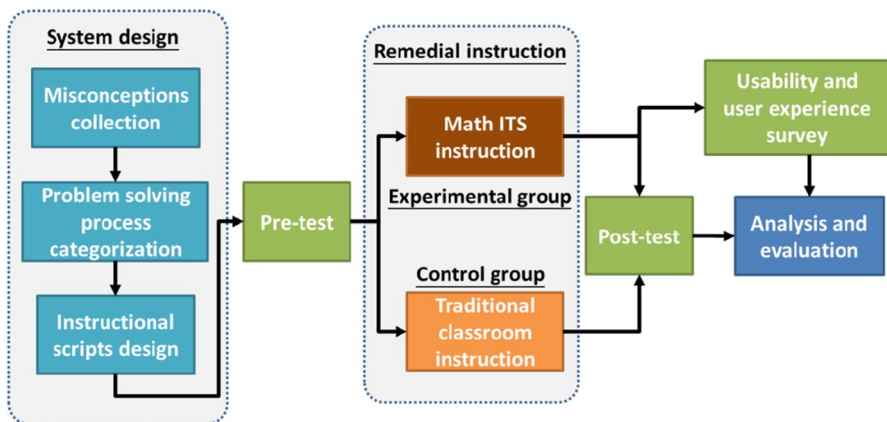 System design
Misconceptions
collection
Problem solving
process
categorization
Instructional
scripts design
Pre-test
Remedial instruction
Math ITS
instruction
Experimental group
Control group
Traditional
classroom
instruction
Post-test
Usability and
user experience
survey
Analysis and
evaluation